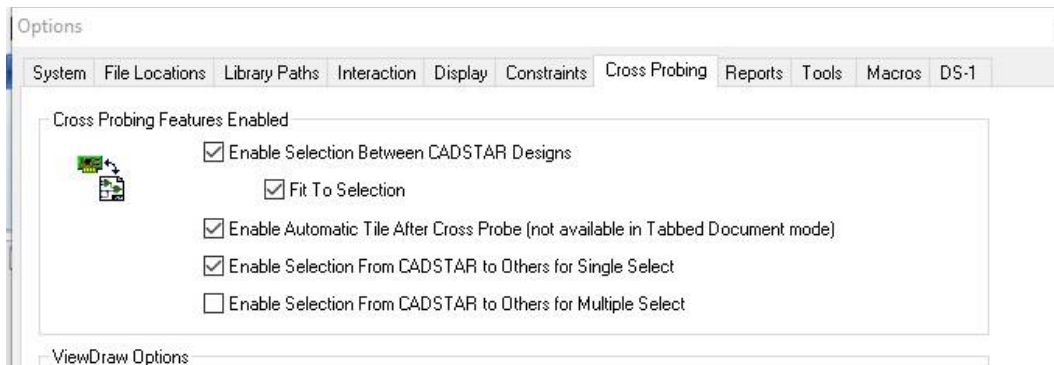 Options
System File Locations Library Paths Interaction Display Constraints Cross Probing Reports Tools Macros DS-1
Cross Probing Features Enabled
Enable Selection Between CADSTAR Designs
Fit To Selection
Enable Automatic Tile After Cross Probe (not available in Tabbed Document mode)
Enable Selection From CADSTAR to Others for Single Select
Enable Selection From CADSTAR to Others for Multiple Select
ViewDraw Options